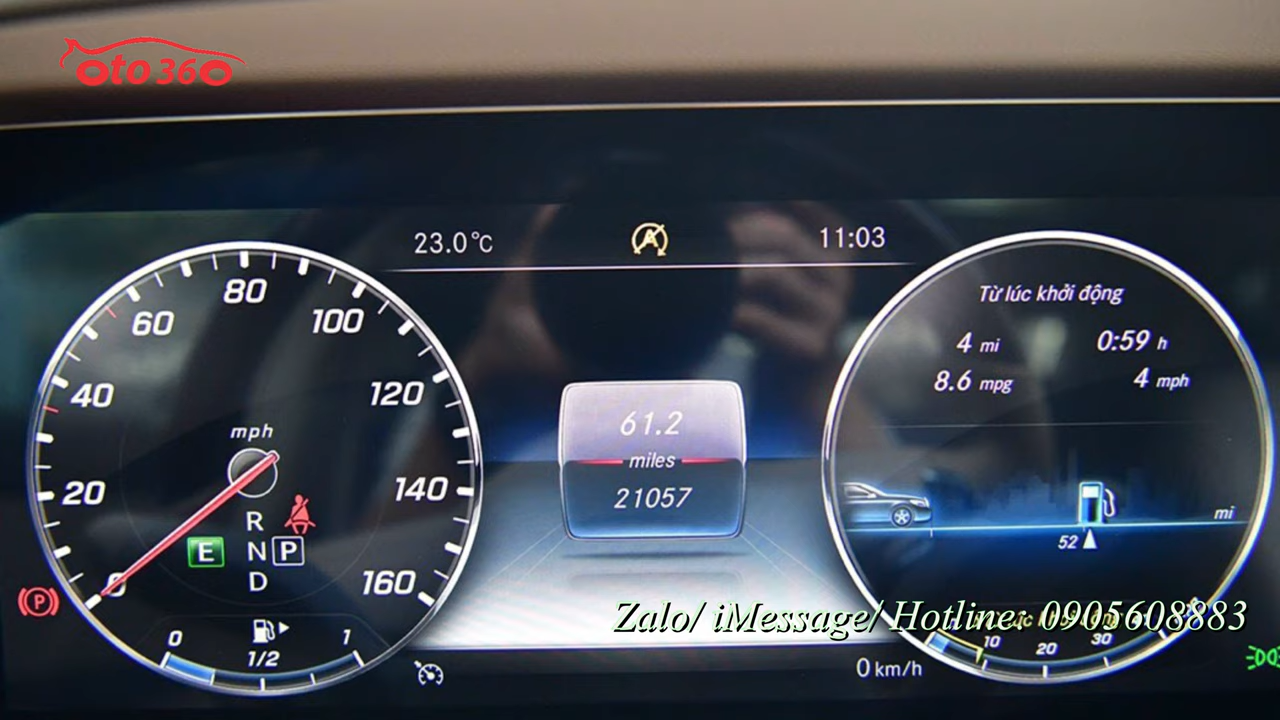 oto360
23.0°C
11:03
80
60
100
40
120
20
140
160
0
mph
R
E
N
P
D
P
0
1/2
1
61.2
miles
21057
Từ lúc khởi động
4 mi
0:59 h
8.6 mpg
4 mph
mi
52
10
20
30
0 km/h
Zalo/ iMessage/ Hotline: 0905608883